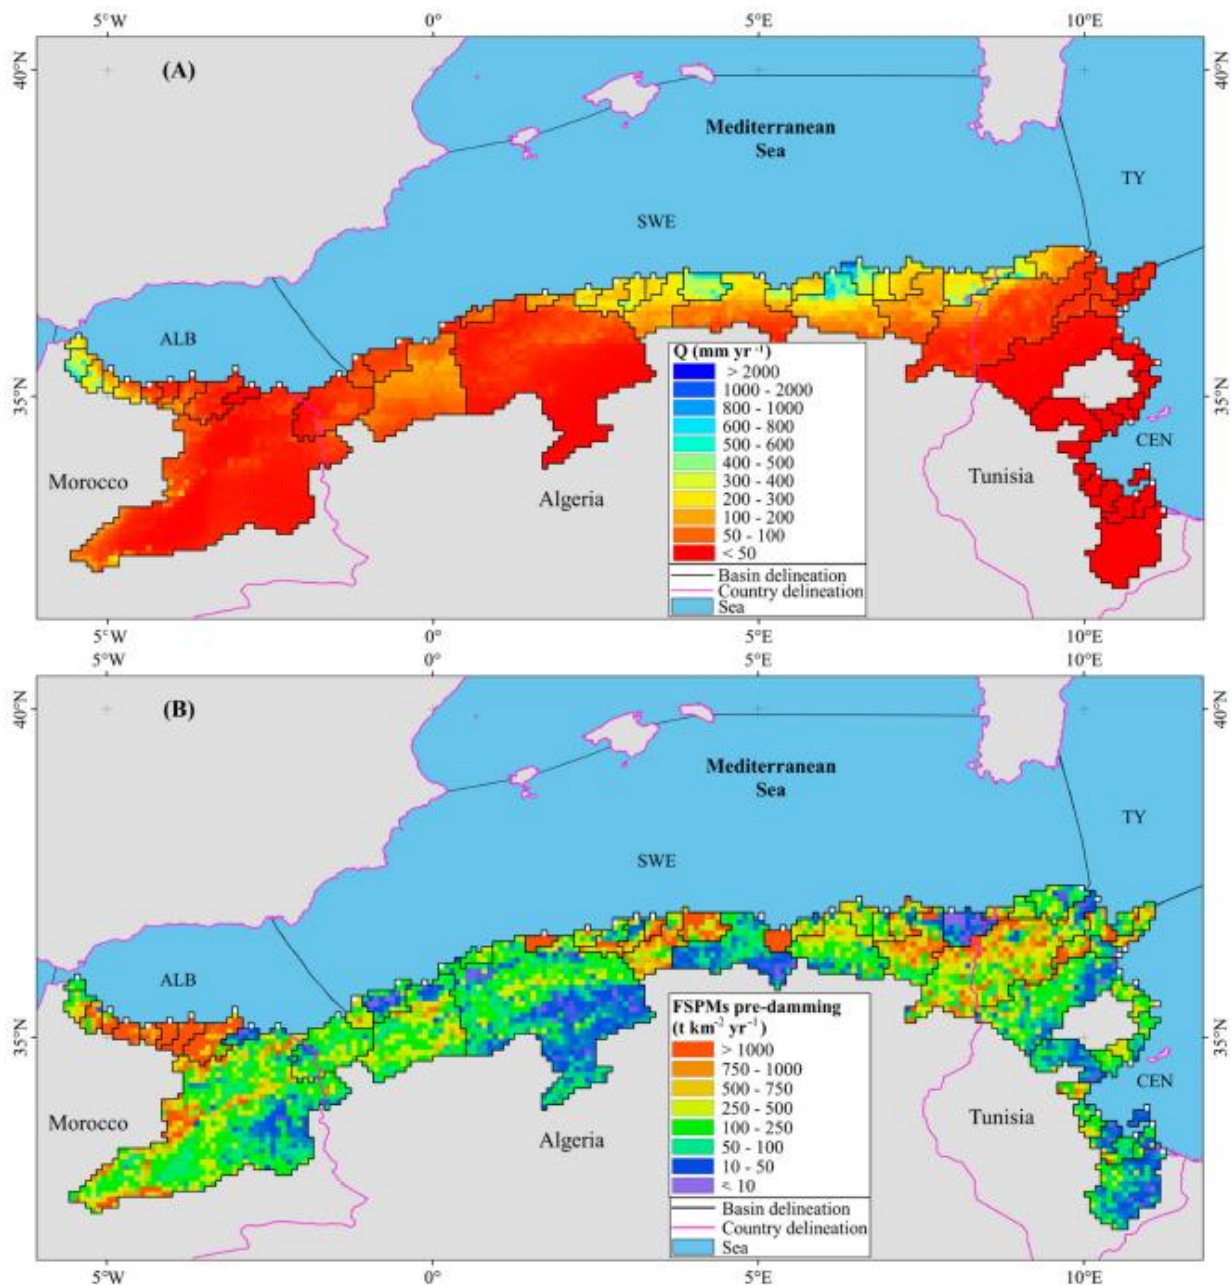 5°W 0° 5°E 10°E
40°N (A) 40°N
Mediterranean
Sea
TY
SWE
ALB
35°N 35°N
CEN
Morocco
Algeria
Tunisia
Q (mm yr⁻¹)
> 2000
1000 - 2000
800 - 1000
600 - 800
500 - 600
400 - 500
300 - 400
200 - 300
100 - 200
50 - 100
< 50
Basin delineation
Country delineation
Sea
5°W 0° 5°E 10°E
5°W 0° 5°E 10°E
40°N (B) 40°N
Mediterranean
Sea
TY
SWE
ALB
35°N 35°N
CEN
Morocco
Algeria
Tunisia
FSPMs pre-damming
(t km⁻² yr⁻¹)
> 1000
750 - 1000
500 - 750
250 - 500
100 - 250
50 - 100
10 - 50
< 10
Basin delineation
Country delineation
Sea
5°W 0° 5°E 10°E